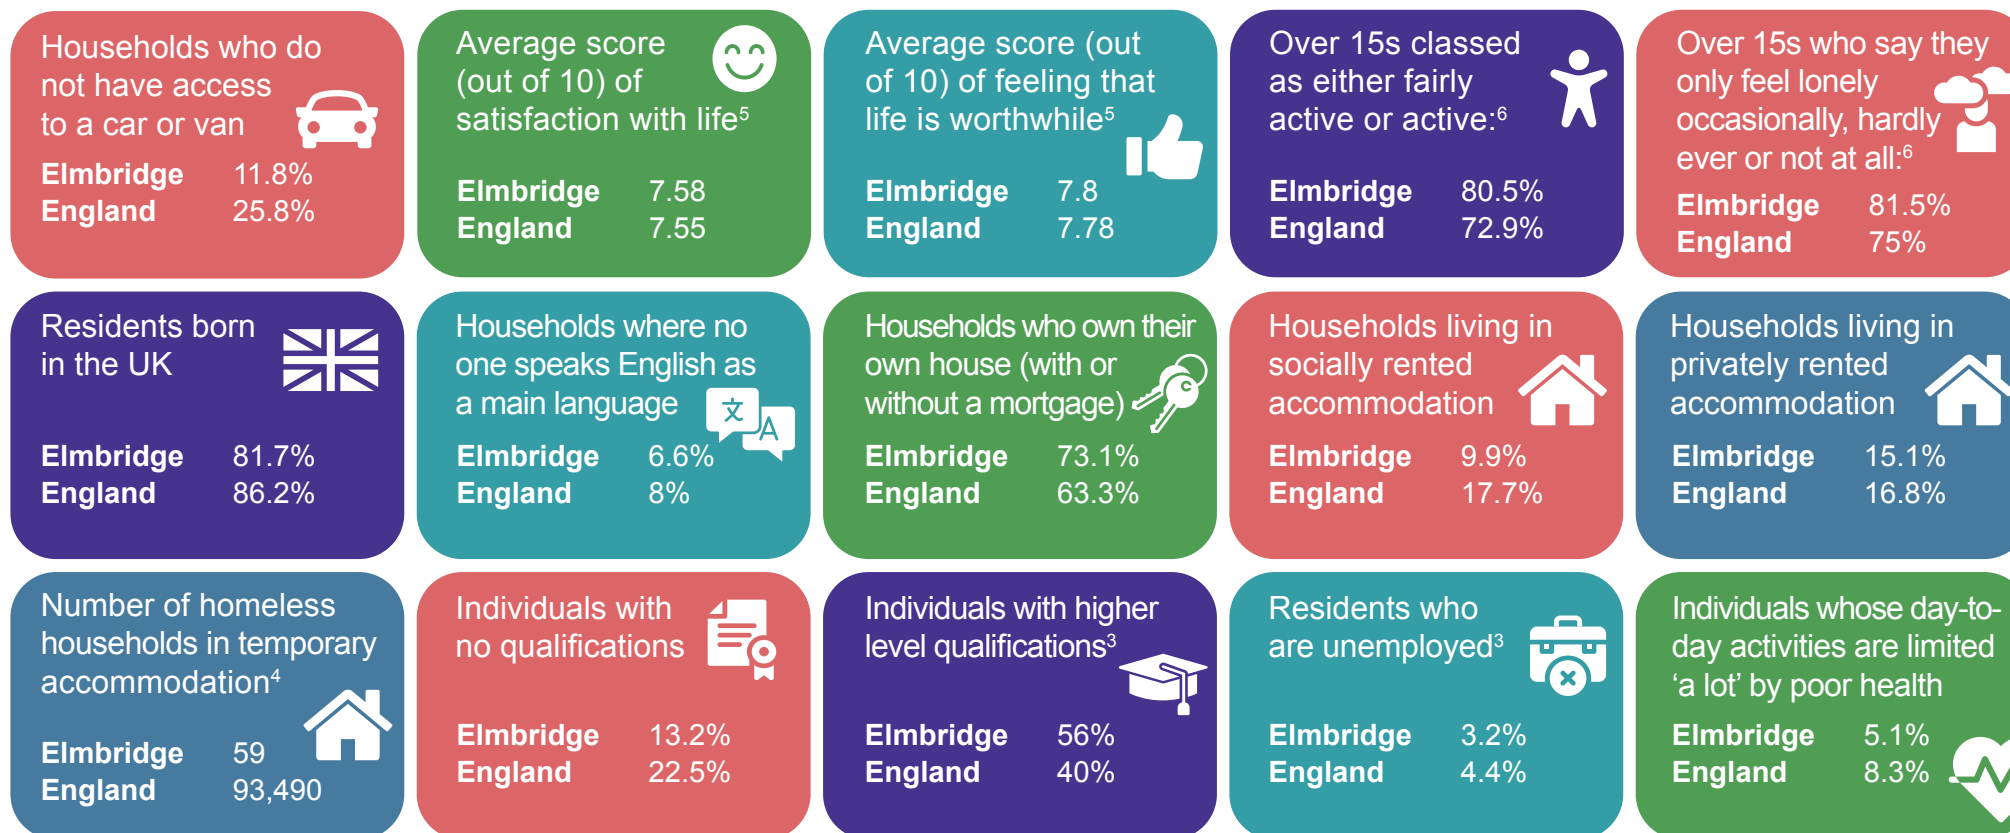 Households who do
not have access
to a car or van
Elmbridge 11.8%
England 25.8%
Average score
(out of 10) of
satisfaction with life⁵
Elmbridge 7.58
England 7.55
Average score (out
of 10) of feeling that
life is worthwhile⁵
Elmbridge 7.8
England 7.78
Over 15s classed
as either fairly
active or active:⁶
Elmbridge 80.5%
England 72.9%
Over 15s who say they
only feel lonely
occasionally, hardly
ever or not at all:⁶
Elmbridge 81.5%
England 75%
Residents born
in the UK
Elmbridge 81.7%
England 86.2%
Households where no
one speaks English as
a main language
文
A
Elmbridge 6.6%
England 8%
Households who own their
own house (with or
without a mortgage)
Elmbridge 73.1%
England 63.3%
Households living in
socially rented
accommodation
Elmbridge 9.9%
England 17.7%
Households living in
privately rented
accommodation
Elmbridge 15.1%
England 16.8%
Number of homeless
households in temporary
accommodation⁴
Elmbridge 59
England 93,490
Individuals with
no qualifications
Elmbridge 13.2%
England 22.5%
Individuals with higher
level qualifications³
Elmbridge 56%
England 40%
Residents who
are unemployed³
Elmbridge 3.2%
England 4.4%
Individuals whose day-to-
day activities are limited
‘a lot’ by poor health
Elmbridge 5.1%
England 8.3%